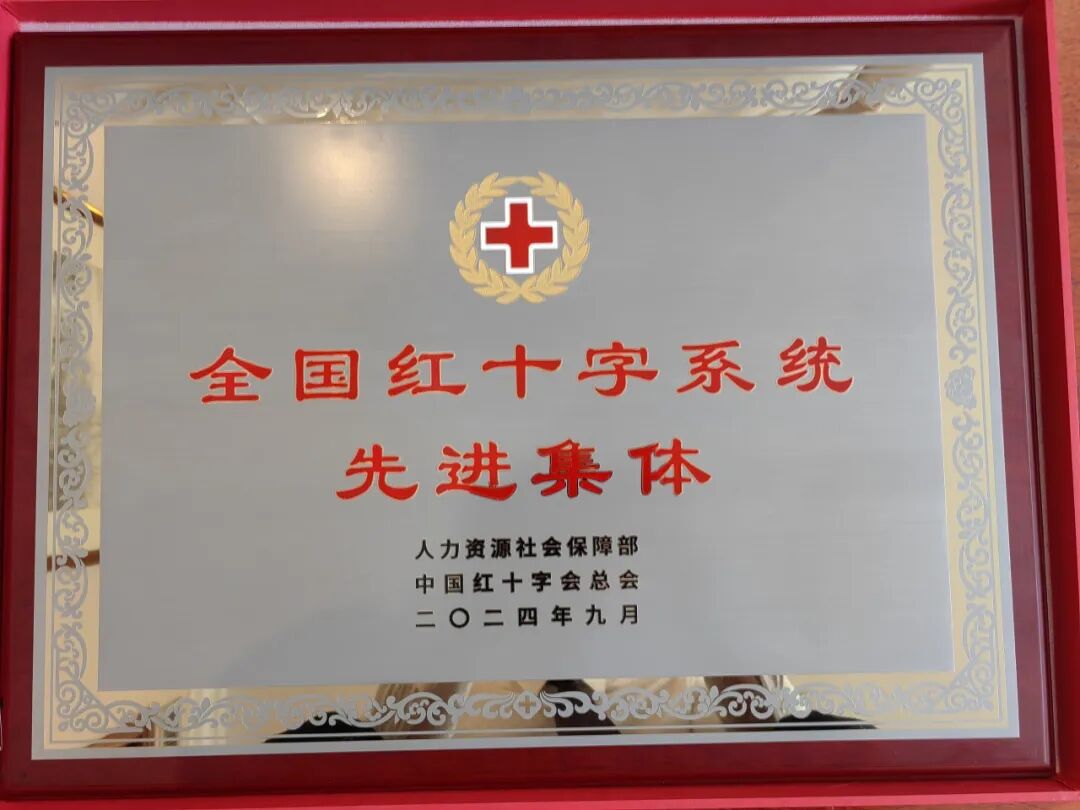 全国红十字系统
先进集体
人力资源社会保障部
中国红十字会总会
二〇二四年九月